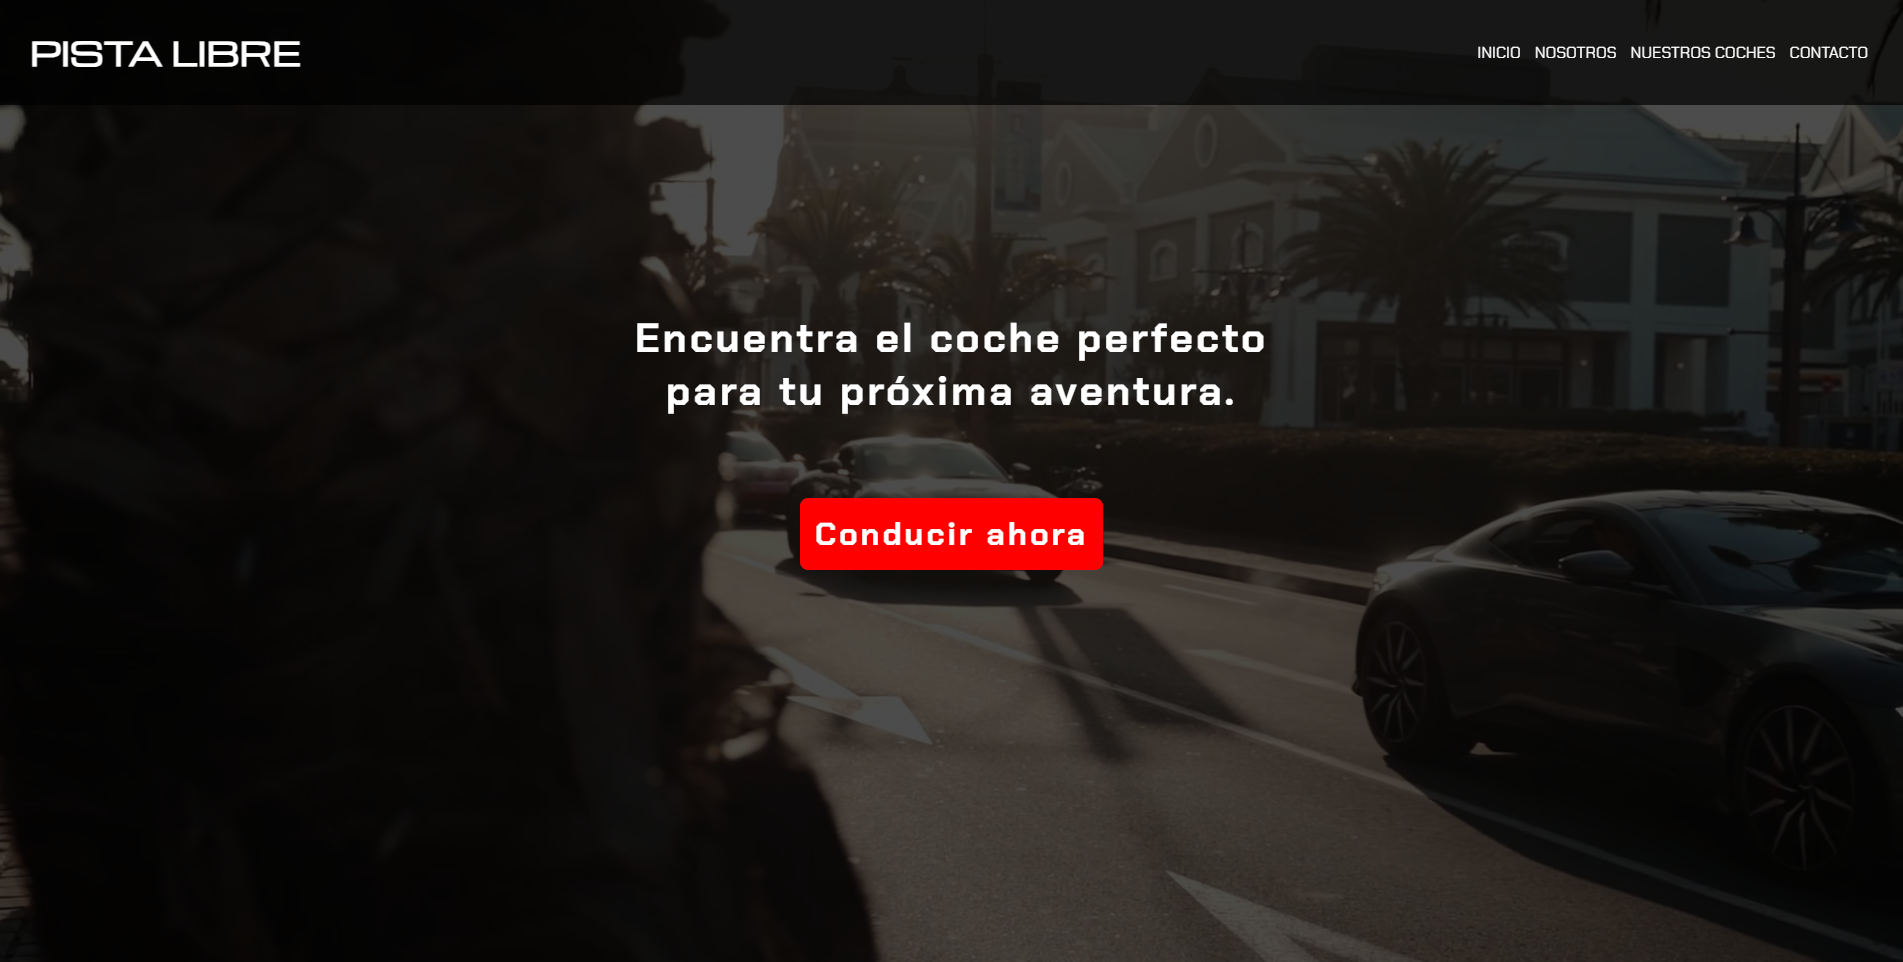 PISTA LIBRE
INICIO NOSOTROS NUESTROS COCHES CONTACTO
Encuentra el coche perfecto
para tu próxima aventura.
Conducir ahora